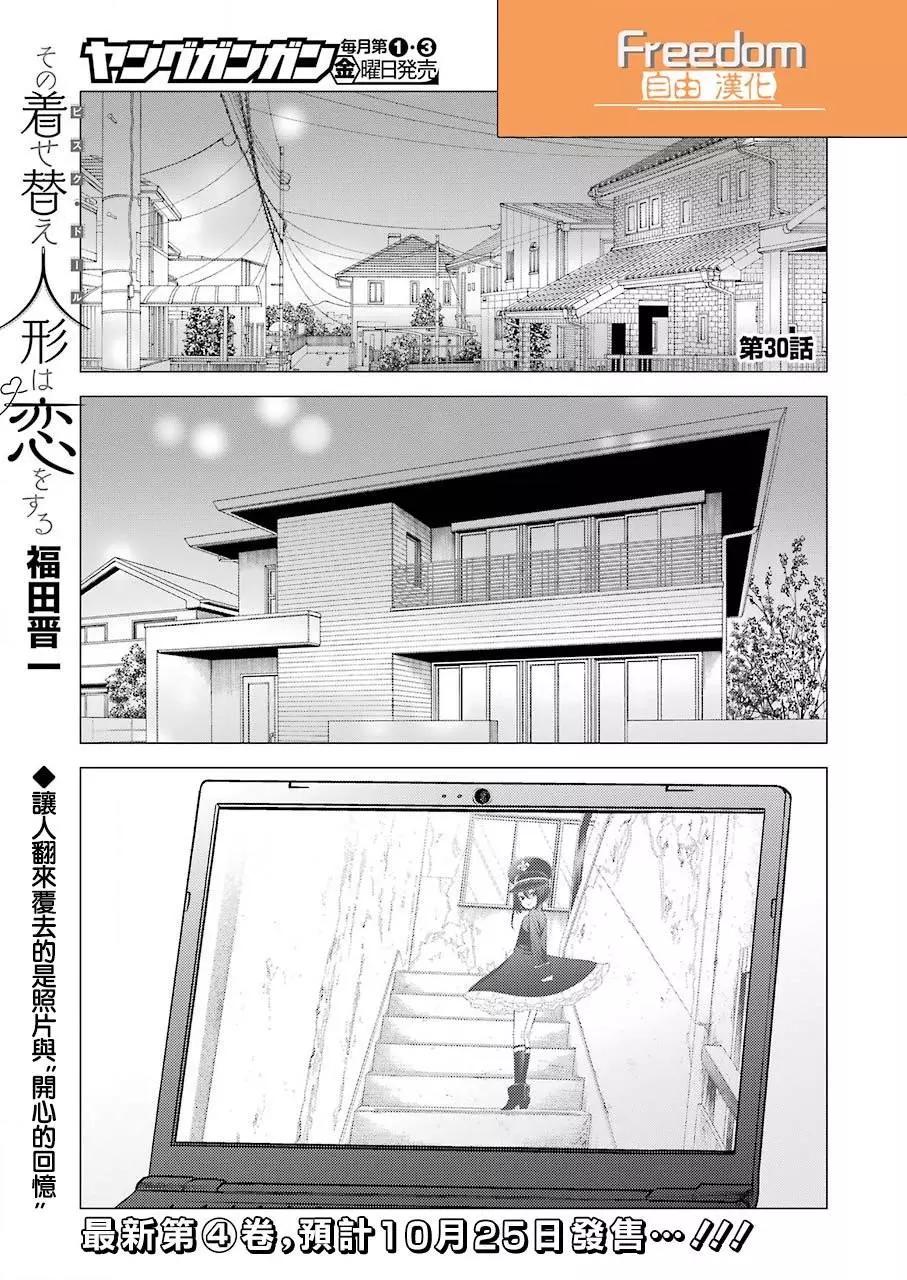 ヤングガンガン
毎月第❶・❸
金曜日発売
Freedom
自由 漢化
その着せ替え人形は恋をする
ビスク・ドール
福田晋一
第30話
◆讓人翻來覆去的是照片與〝開心的回憶〟
最新第④卷,預計10月25日發售…!!!